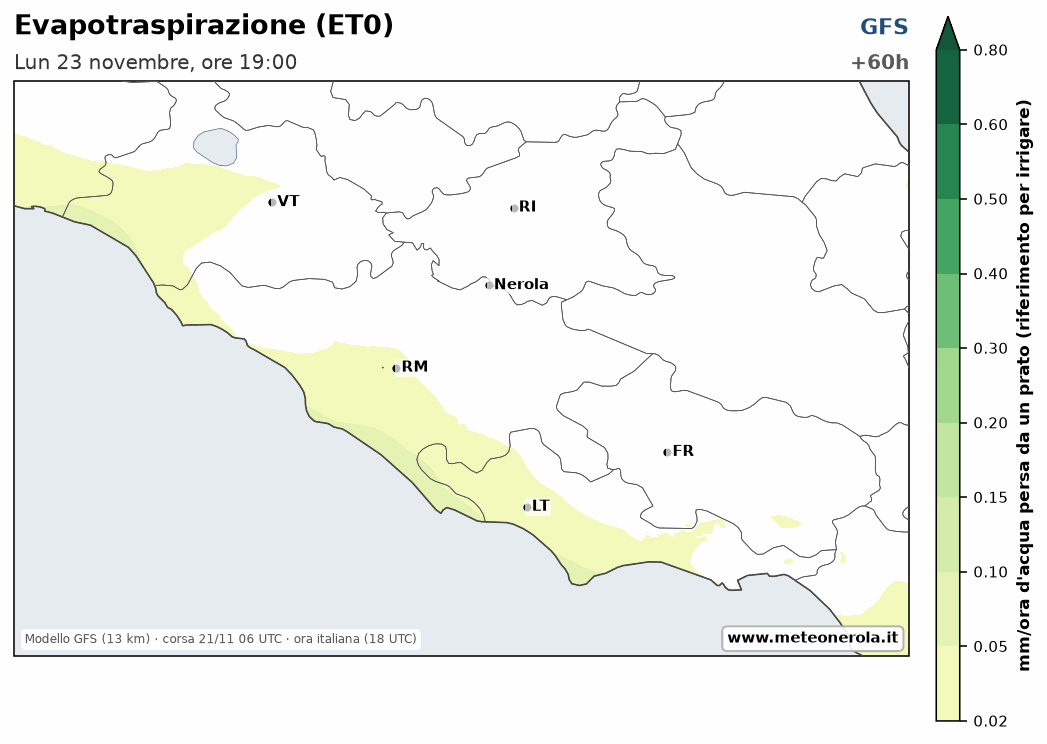 Evapotraspirazione (ET0)
GFS
Lun 23 novembre, ore 19:00
+60h
VT
RI
Nerola
RM
FR
LT
Modello GFS (13 km) · corsa 21/11 06 UTC · ora italiana (18 UTC)
www.meteonerola.it
0.80
0.60
0.50
0.40
0.30
0.20
0.15
0.10
0.05
0.02
mm/ora d'acqua persa da un prato (riferimento per irrigare)